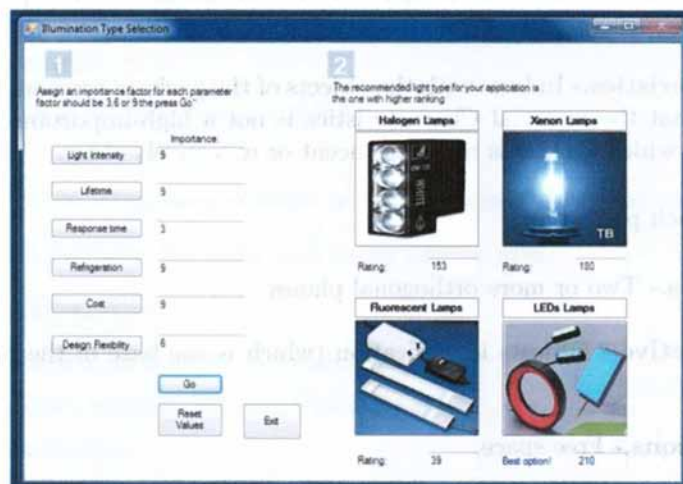 Illumination Type Selection
1
Assign an importance factor for each parameter
factor should be 3,6 or 9 the press Go"
Importance:
Light Intensity 9
Lifetime 9
Response time 3
Refrigeration 9
Cost 9
Design Flexibility 6
Go
Reset Values
Exit
2
The recommended light type for your application is
the one with higher ranking
Halogen Lamps
Xenon Lamps
WHITE
TB
Rating: 153
Rating: 180
Fluorescent Lamps
LEDs Lamps
Rating: 39
Best option! 210